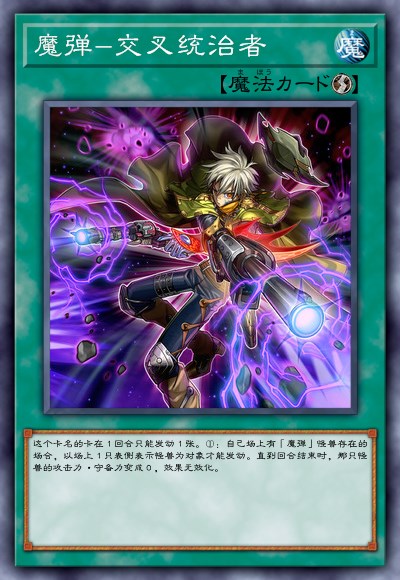 魔弹-交叉统治者
魔
【魔法カード】
まほう
这个卡名的卡在1回合只能发动1张。①：自己场上有「魔弹」怪兽存在的
场合，以场上1只表侧表示怪兽为对象才能发动。直到回合结束时，那只怪
兽的攻击力·守备力变成0，效果无效化。